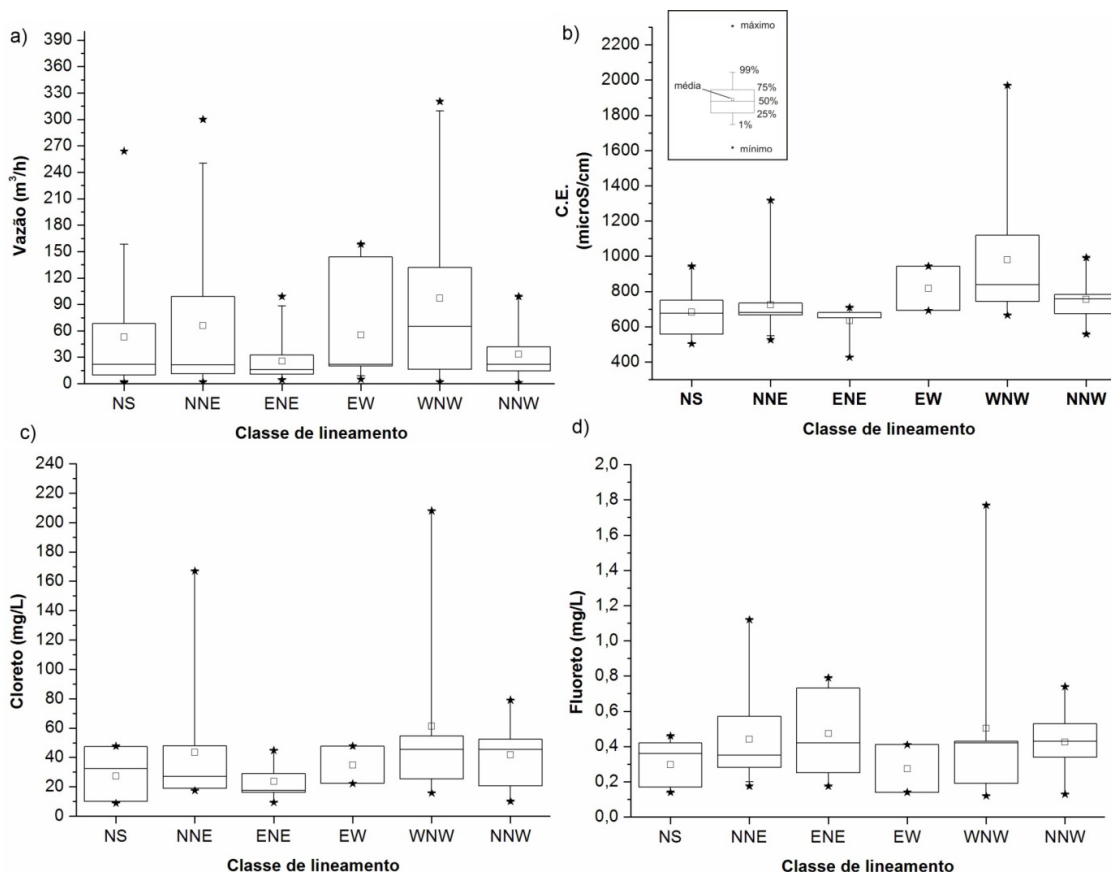 a)
390
360
330
300
270
240
210
180
150
120
90
60
30
0
Vazão (m³/h)
NS NNE ENE EW WNW NNW
Classe de lineamento
b)
2200
2000
1800
1600
1400
1200
1000
800
600
400
C.E.
(microS/cm)
máximo
99%
média
75%
50%
25%
1%
mínimo
NS NNE ENE EW WNW NNW
Classe de lineamento
c)
240
220
200
180
160
140
120
100
80
60
40
20
0
Cloreto (mg/L)
NS NNE ENE EW WNW NNW
Classe de lineamento
d)
2,0
1,8
1,6
1,4
1,2
1,0
0,8
0,6
0,4
0,2
0,0
Fluoreto (mg/L)
NS NNE ENE EW WNW NNW
Classe de lineamento